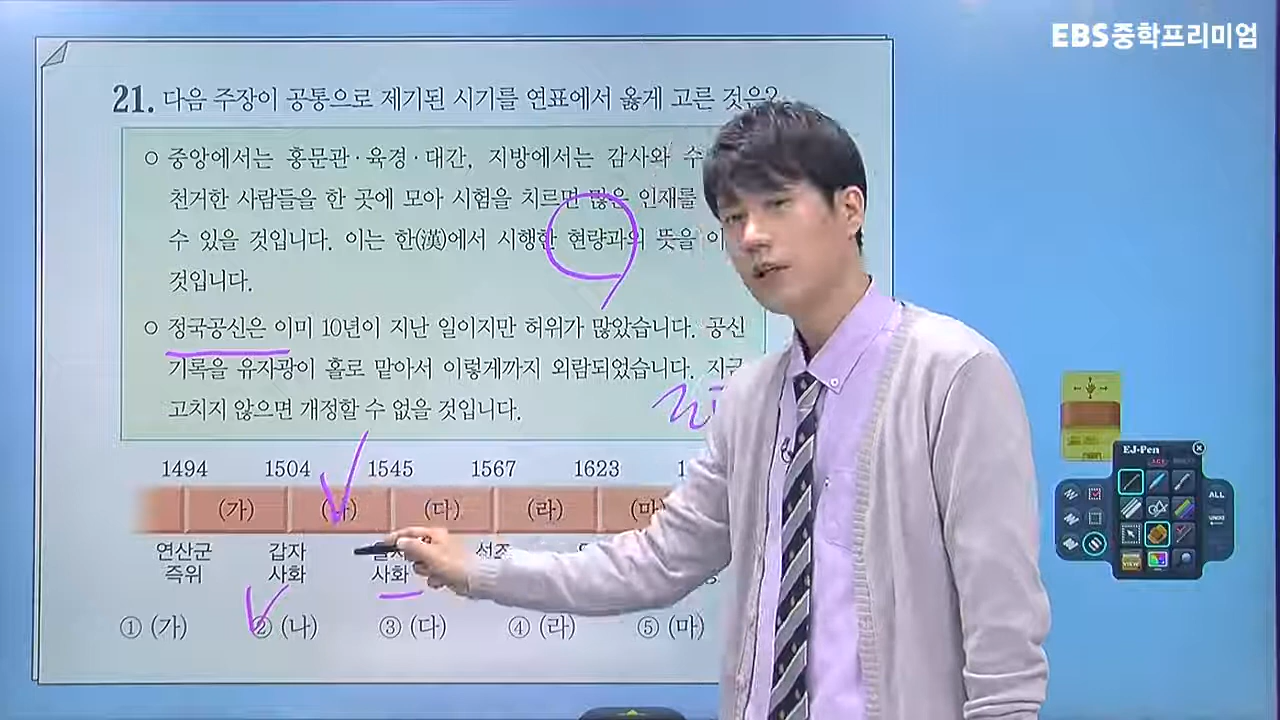 EBS중학프리미엄
21. 다음 주장이 공통으로 제기된 시기를 연표에서 옳게 고른 것은?
○ 중앙에서는 홍문관·육경·대간, 지방에서는 감사와 수
천거한 사람들을 한 곳에 모아 시험을 치르면 많은 인재를
수 있을 것입니다. 이는 한(漢)에서 시행한 현량과의 뜻을 이
것입니다.
○ 정국공신은 이미 10년이 지난 일이지만 허위가 많았습니다. 공신
기록을 유자광이 홀로 맡아서 이렇게까지 외람되었습니다. 지금
고치지 않으면 개정할 수 없을 것입니다.
1494 1504 1545 1567 1623
(가) (나) (다) (라) (마)
연산군 갑자 선조
즉위 사화 사화
① (가) ② (나) ③ (다) ④ (라) ⑤ (마)
EJ-Pen
ALL
UNDO